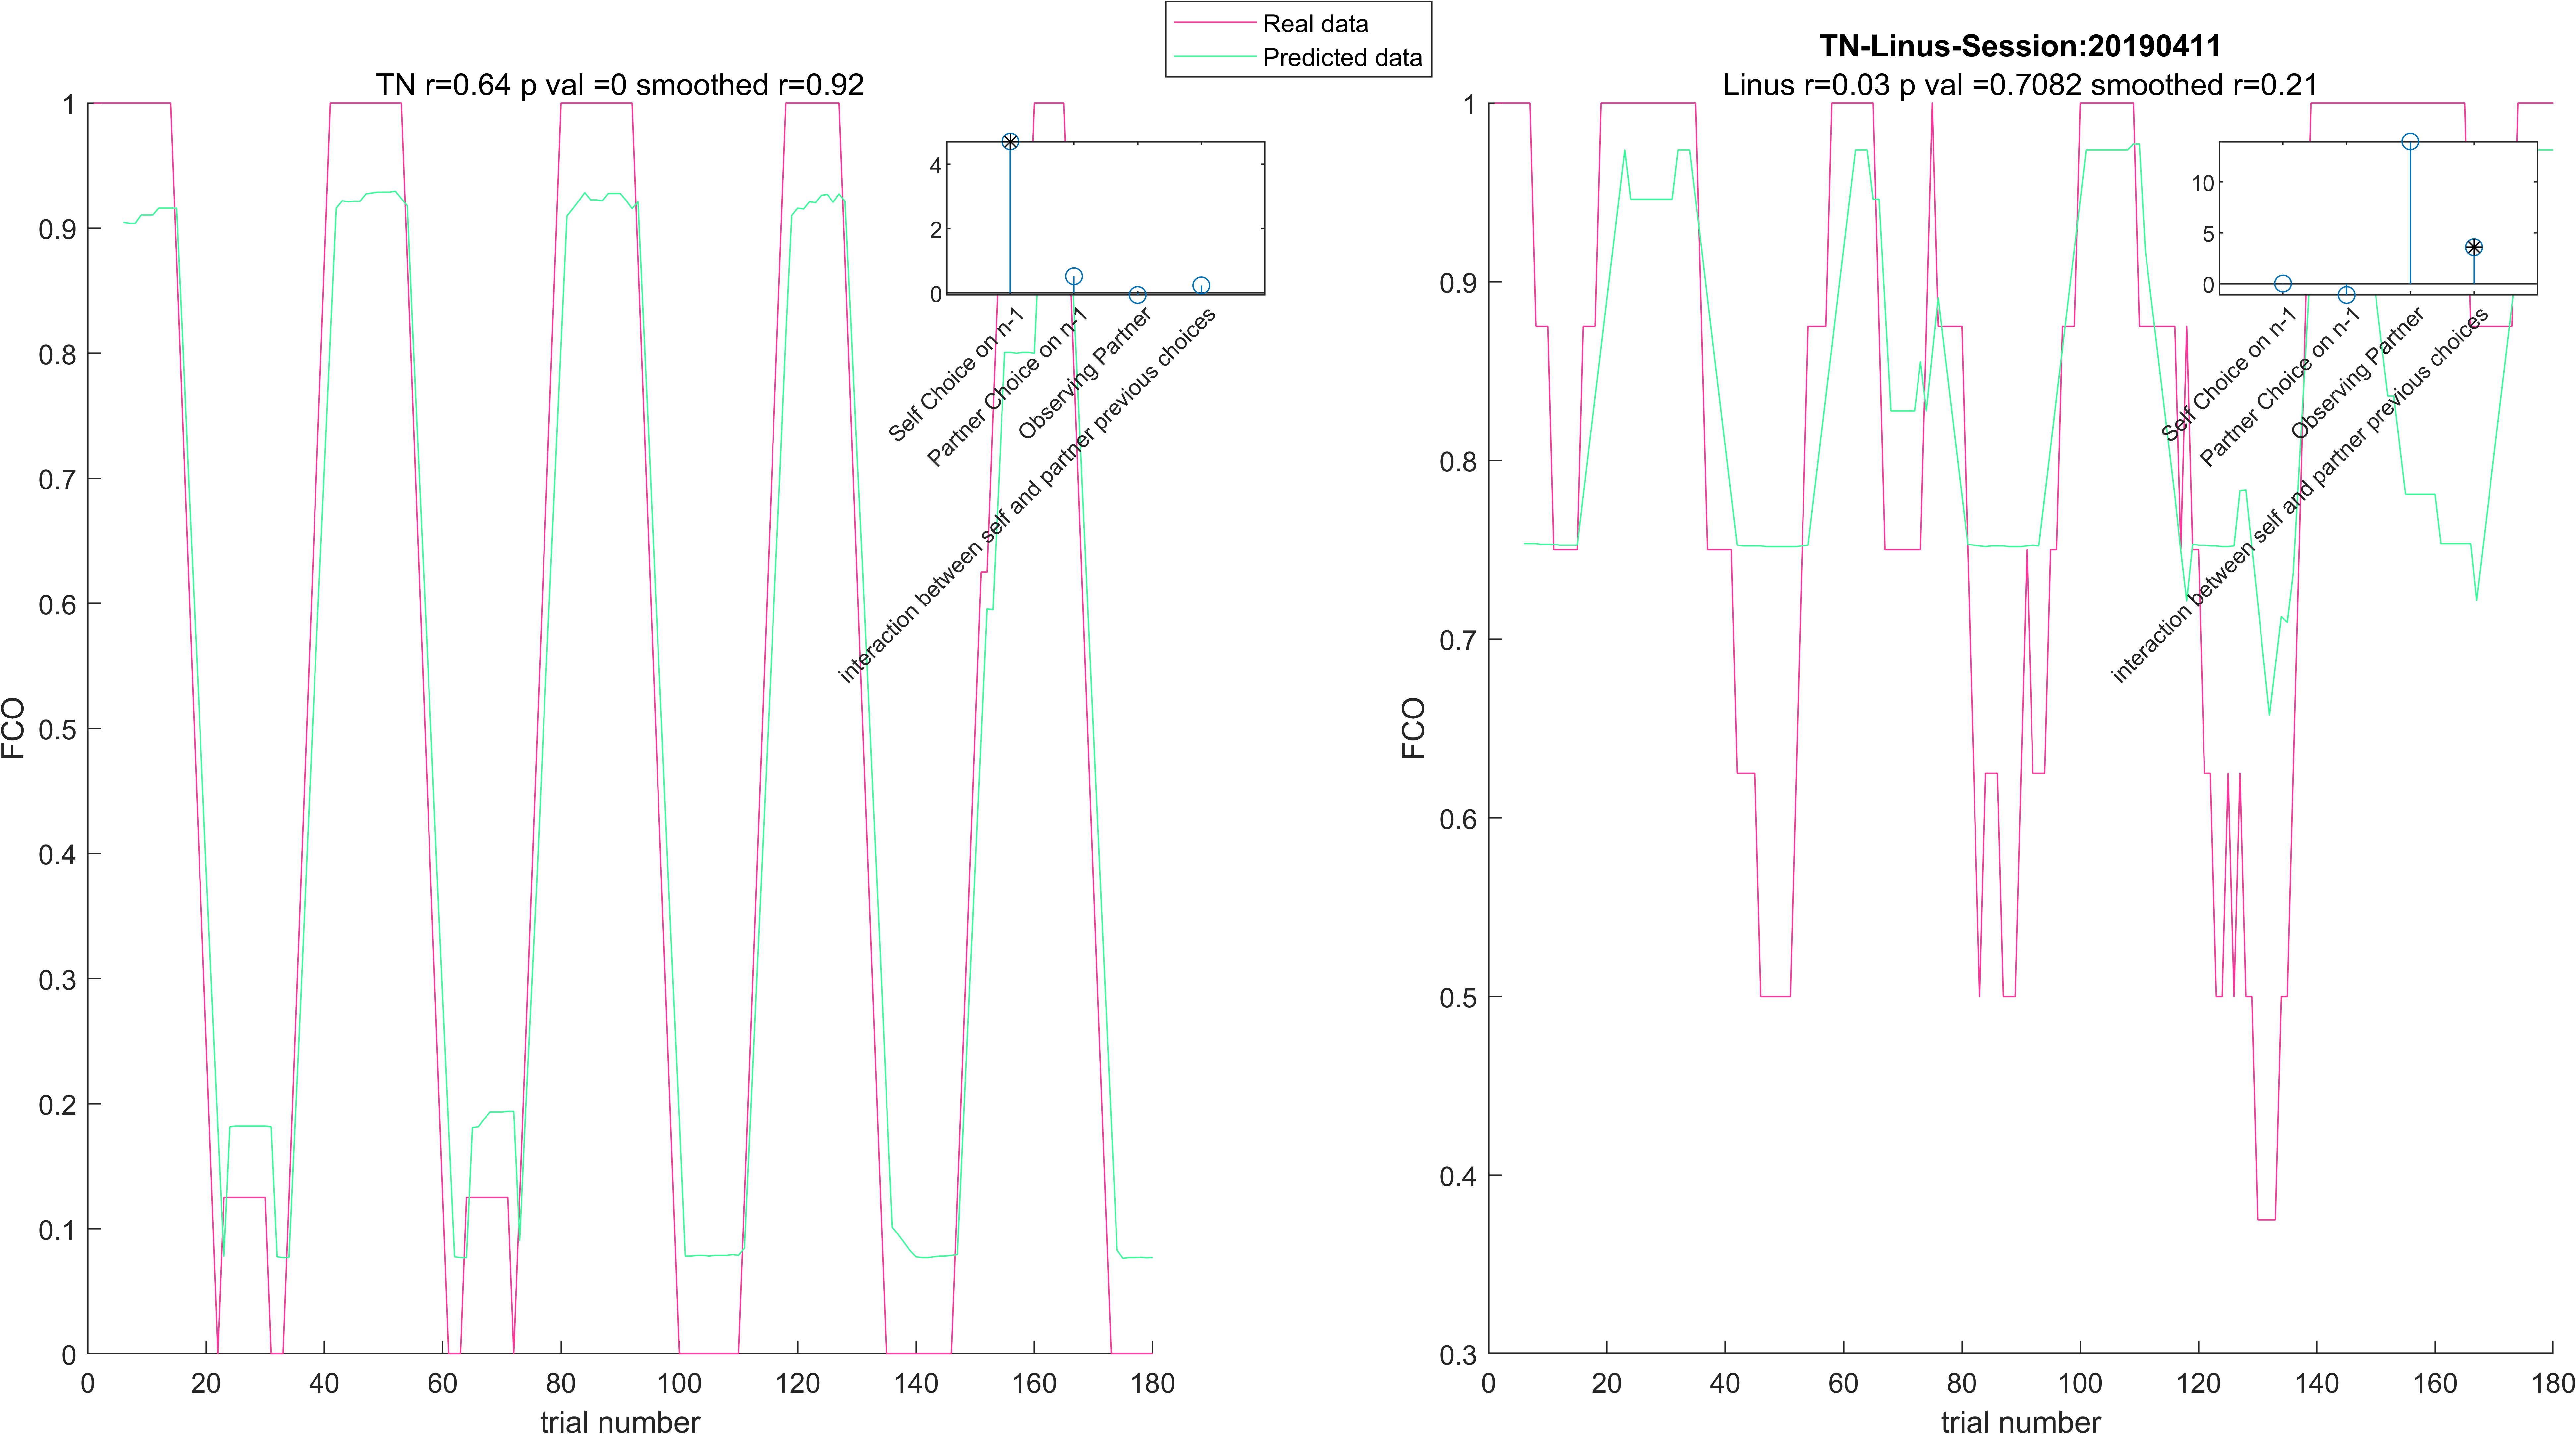 Real data
Predicted data
TN r=0.64 p val =0 smoothed r=0.92
1
0.9
0.8
0.7
0.6
0.5
0.4
0.3
0.2
0.1
0
FCO
0
20
40
60
80
100
120
140
160
180
trial number
4
2
0
Self Choice on n-1
Partner Choice on n-1
Observing Partner
interaction between self and partner previous choices
TN-Linus-Session:20190411
Linus r=0.03 p val =0.7082 smoothed r=0.21
1
0.9
0.8
0.7
0.6
0.5
0.4
0.3
FCO
0
20
40
60
80
100
120
140
160
180
trial number
10
5
0
Self Choice on n-1
Partner Choice on n-1
Observing Partner
interaction between self and partner previous choices